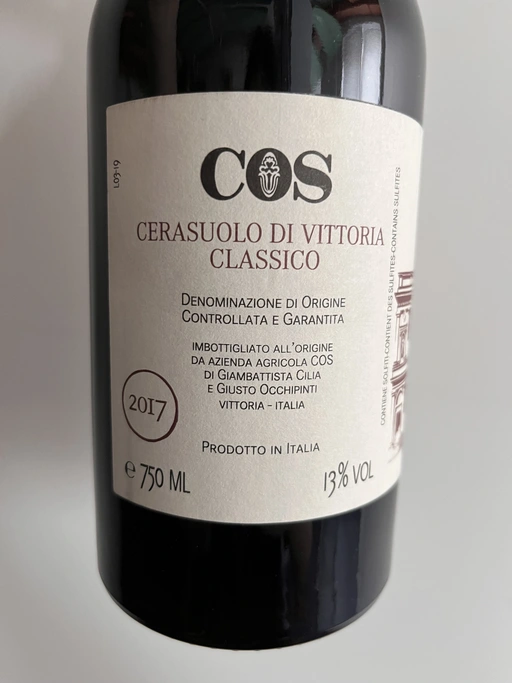 COS
CERASUOLO DI VITTORIA
CLASSICO
DENOMINAZIONE DI ORIGINE
CONTROLLATA E GARANTITA
IMBOTTIGLIATO ALL'ORIGINE
DA AZIENDA AGRICOLA COS
DI GIAMBATTISTA CILIA
E GIUSTO OCCHIPINTI
VITTORIA - ITALIA
2017
PRODOTTO IN ITALIA
e 750 ML
13% VOL
L03-19
CONTIENE SOLFITI-CONTIENT DES SULFITES-CONTAINS SULFITES